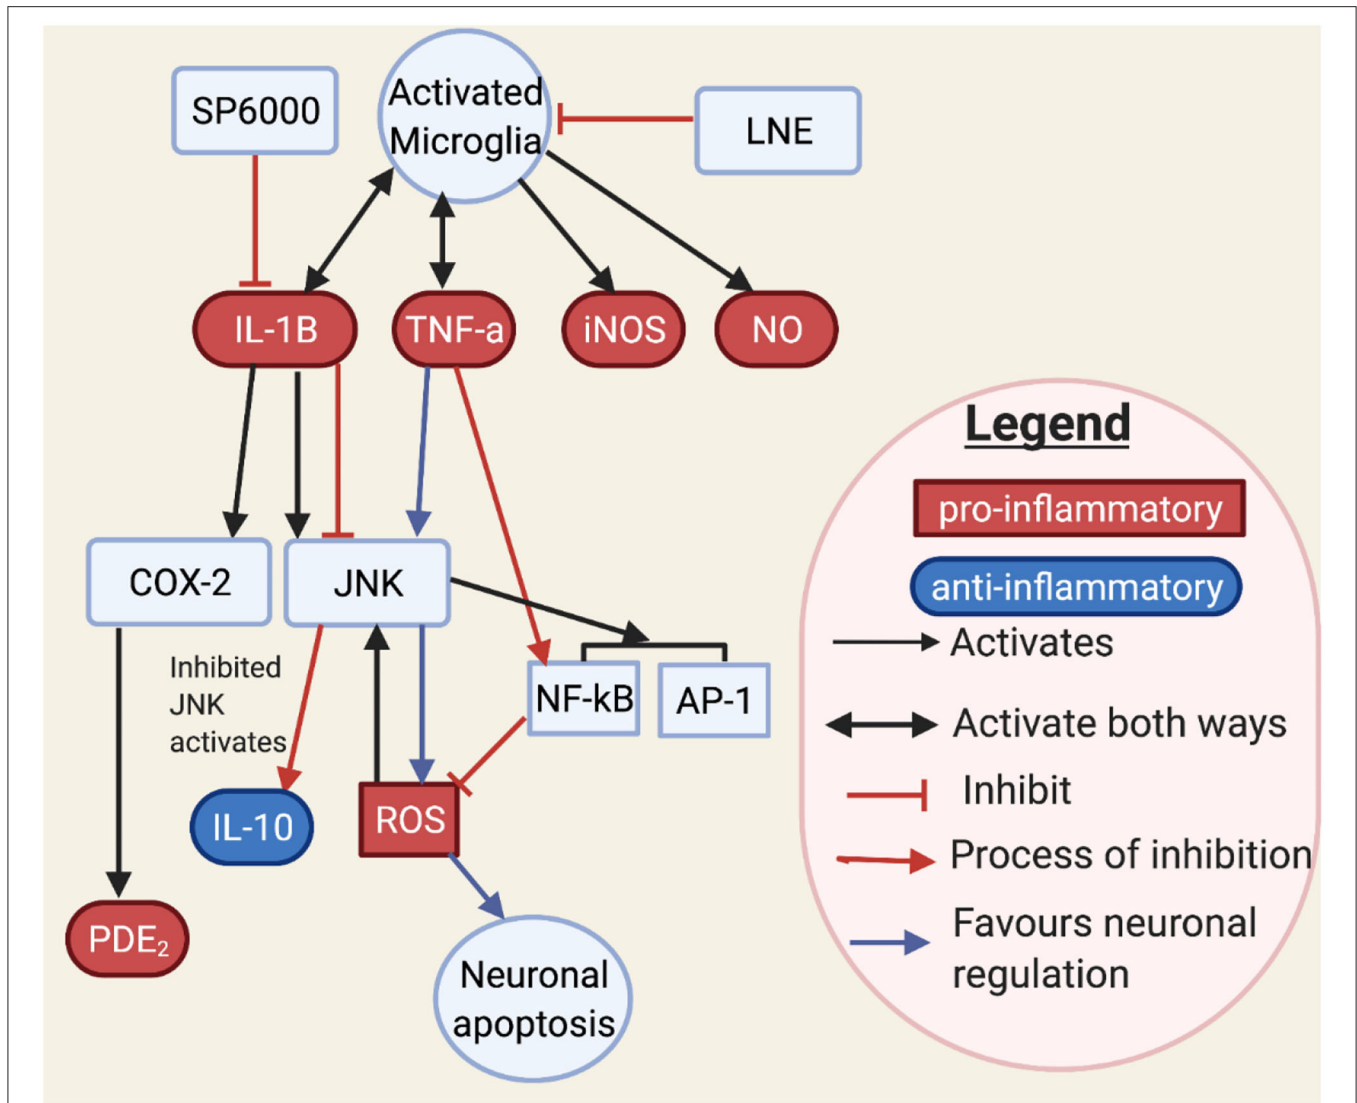 SP6000
Activated
Microglia
LNE
IL-1B
TNF-a
iNOS
NO
Legend
pro-inflammatory
anti-inflammatory
Activates
Activate both ways
Inhibit
Process of inhibition
Favours neuronal
regulation
COX-2
JNK
Inhibited
JNK
activates
NF-kB
AP-1
IL-10
ROS
PDE₂
Neuronal
apoptosis